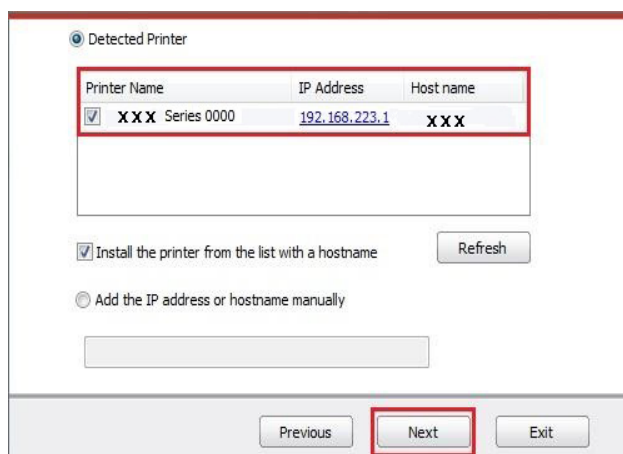 Detected Printer
Printer Name IP Address Host name
XXX Series 0000 192.168.223.1 XXX
Install the printer from the list with a hostname Refresh
Add the IP address or hostname manually
Previous Next Exit